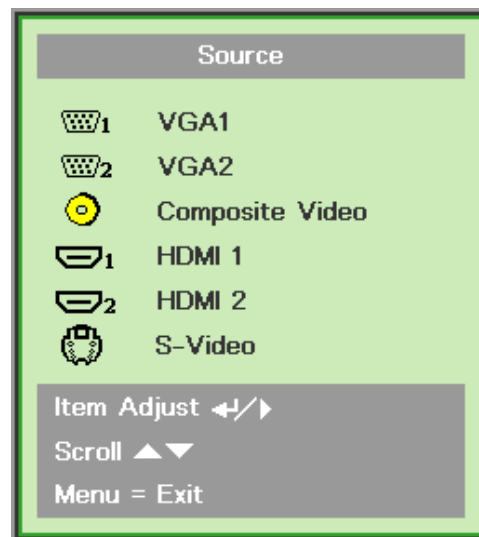 Source
1 VGA1
2 VGA2
Composite Video
1 HDMI 1
2 HDMI 2
S-Video
Item Adjust ↵/▶
Scroll ▲▼
Menu = Exit